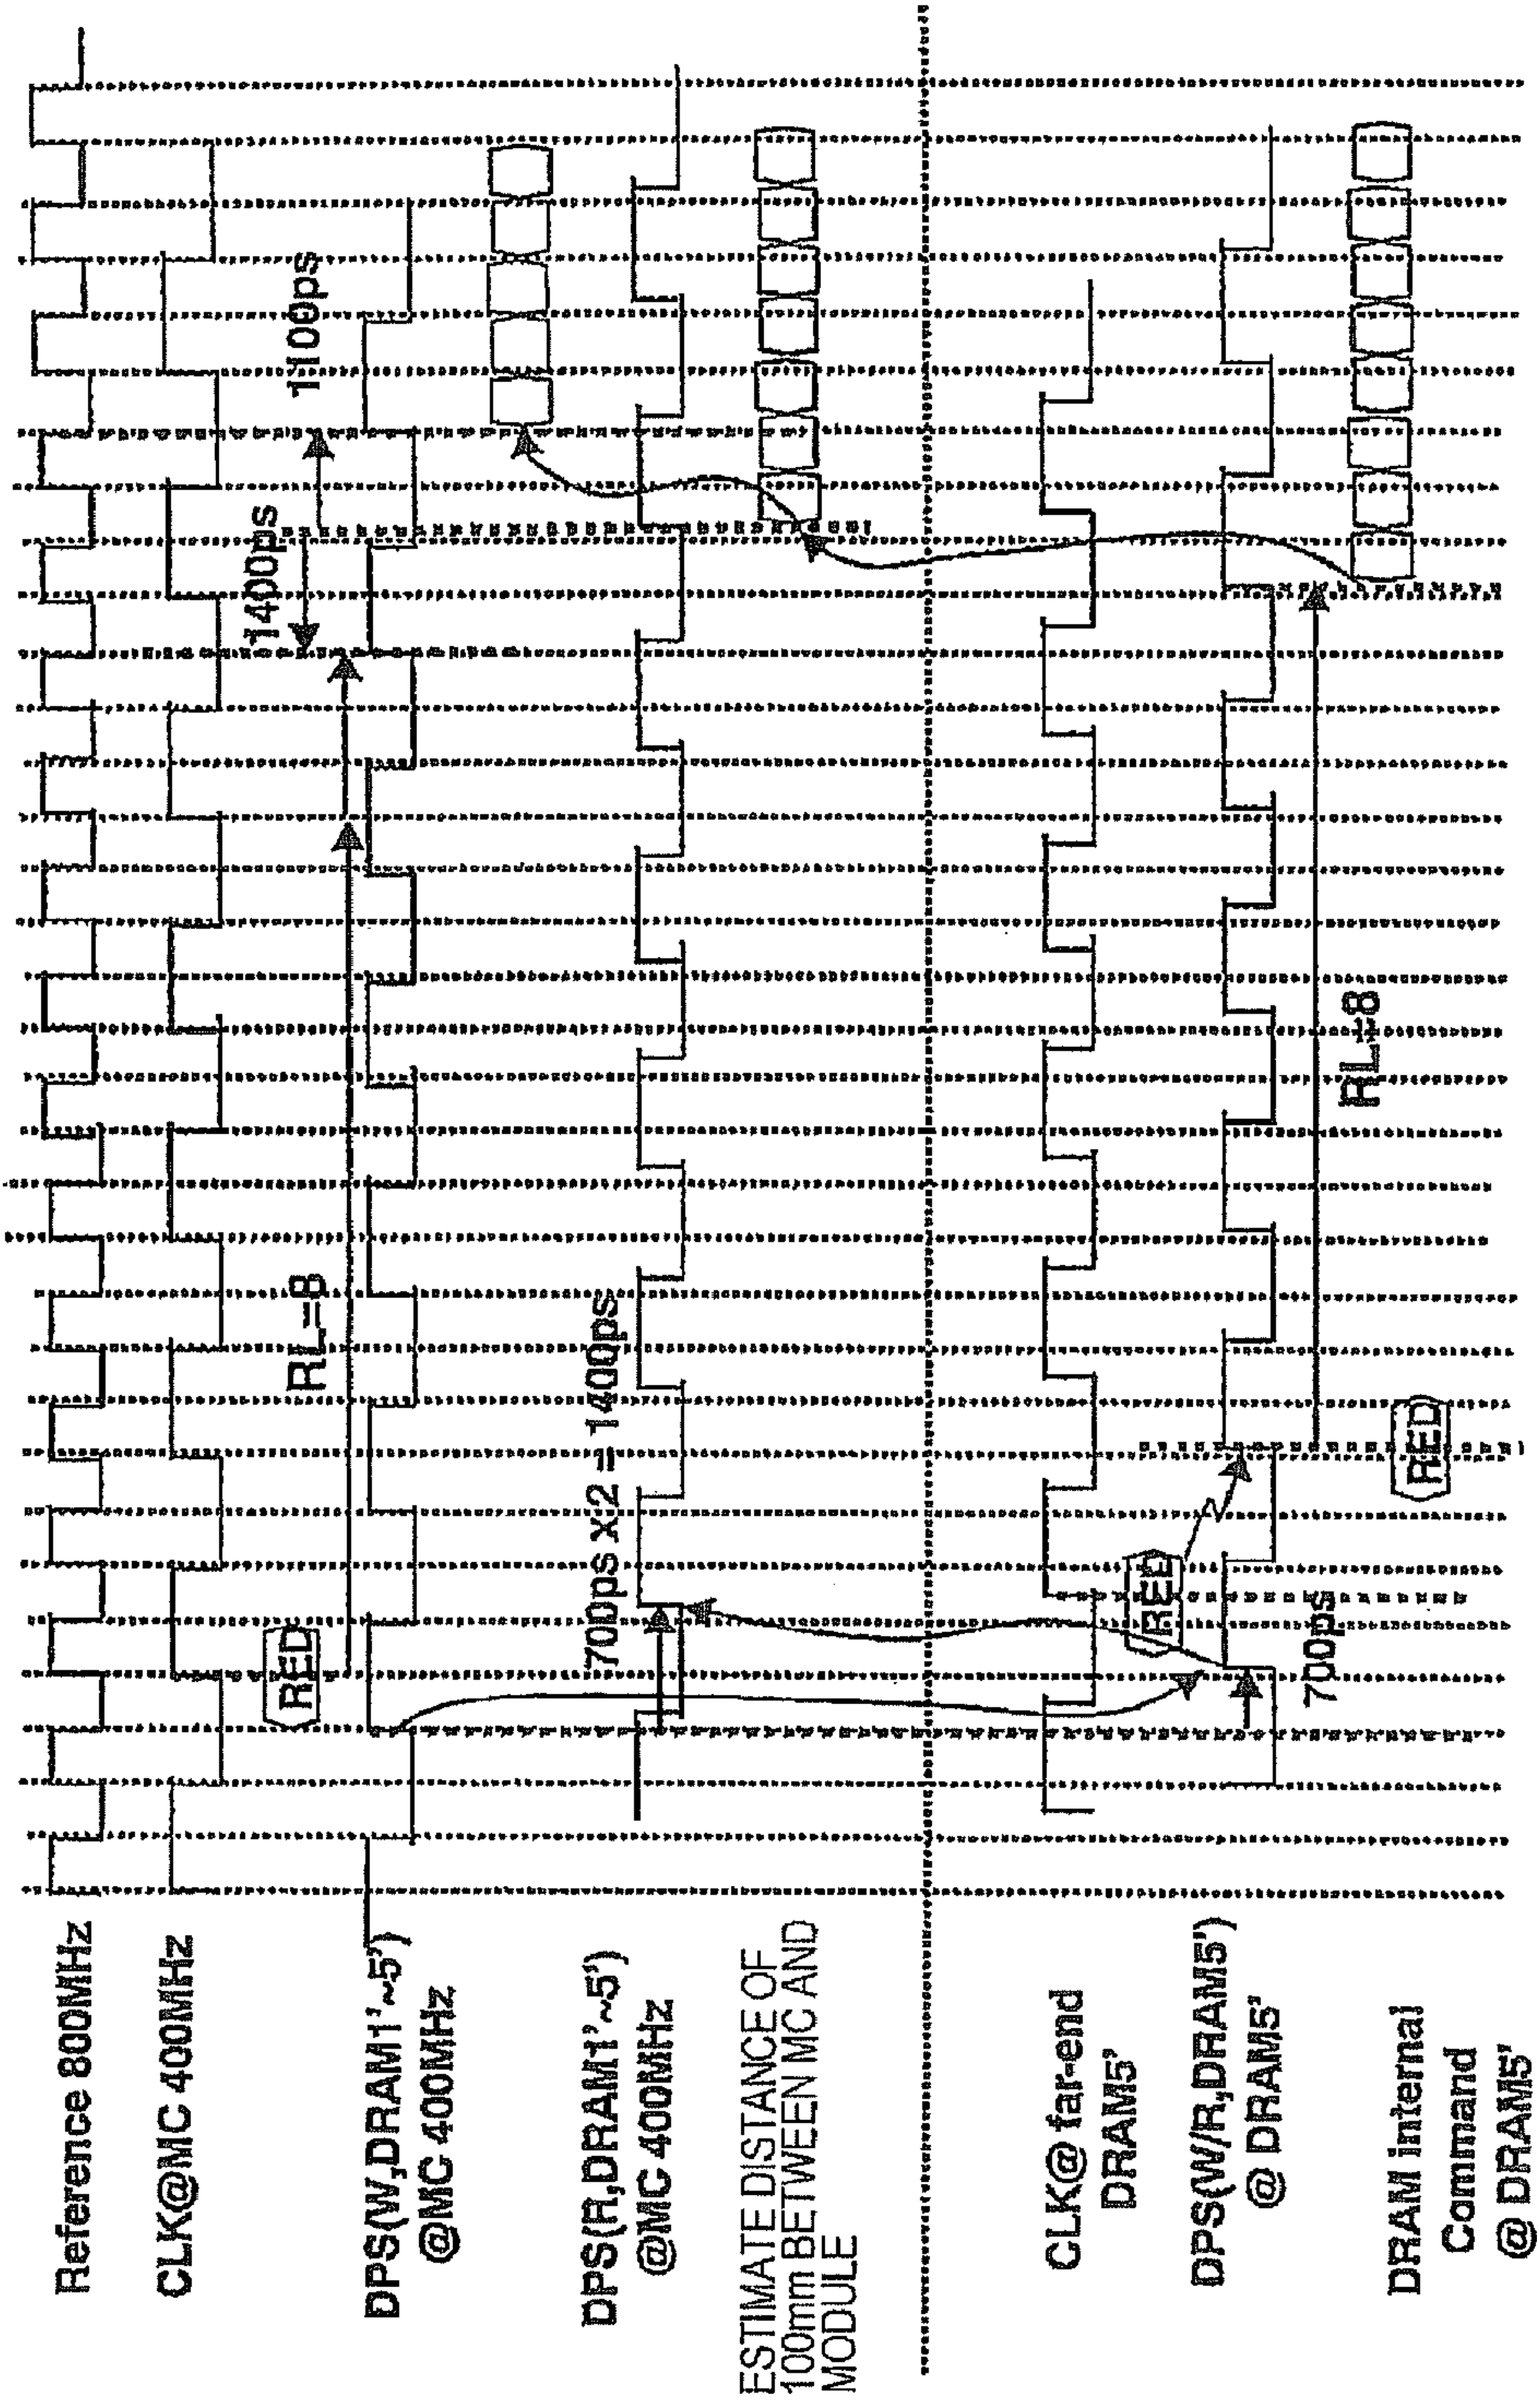 Reference 800MHz
CLK@MC 400MHz
RED
RL=8
1400ps
1100ps
DPS(W,DRAM1'~5')
@MC 400MHz
DPS(R,DRAM1'~5')
@MC 400MHz
700ps x2 = 1400ps
ESTIMATE DISTANCE OF
100mm BETWEEN MC AND
MODULE
CLK@ far-end
DRAM5'
RED
DPS(W/R,DRAM5')
@ DRAM5'
700ps
RL=8
DRAM internal
Command
@ DRAM5'
RED